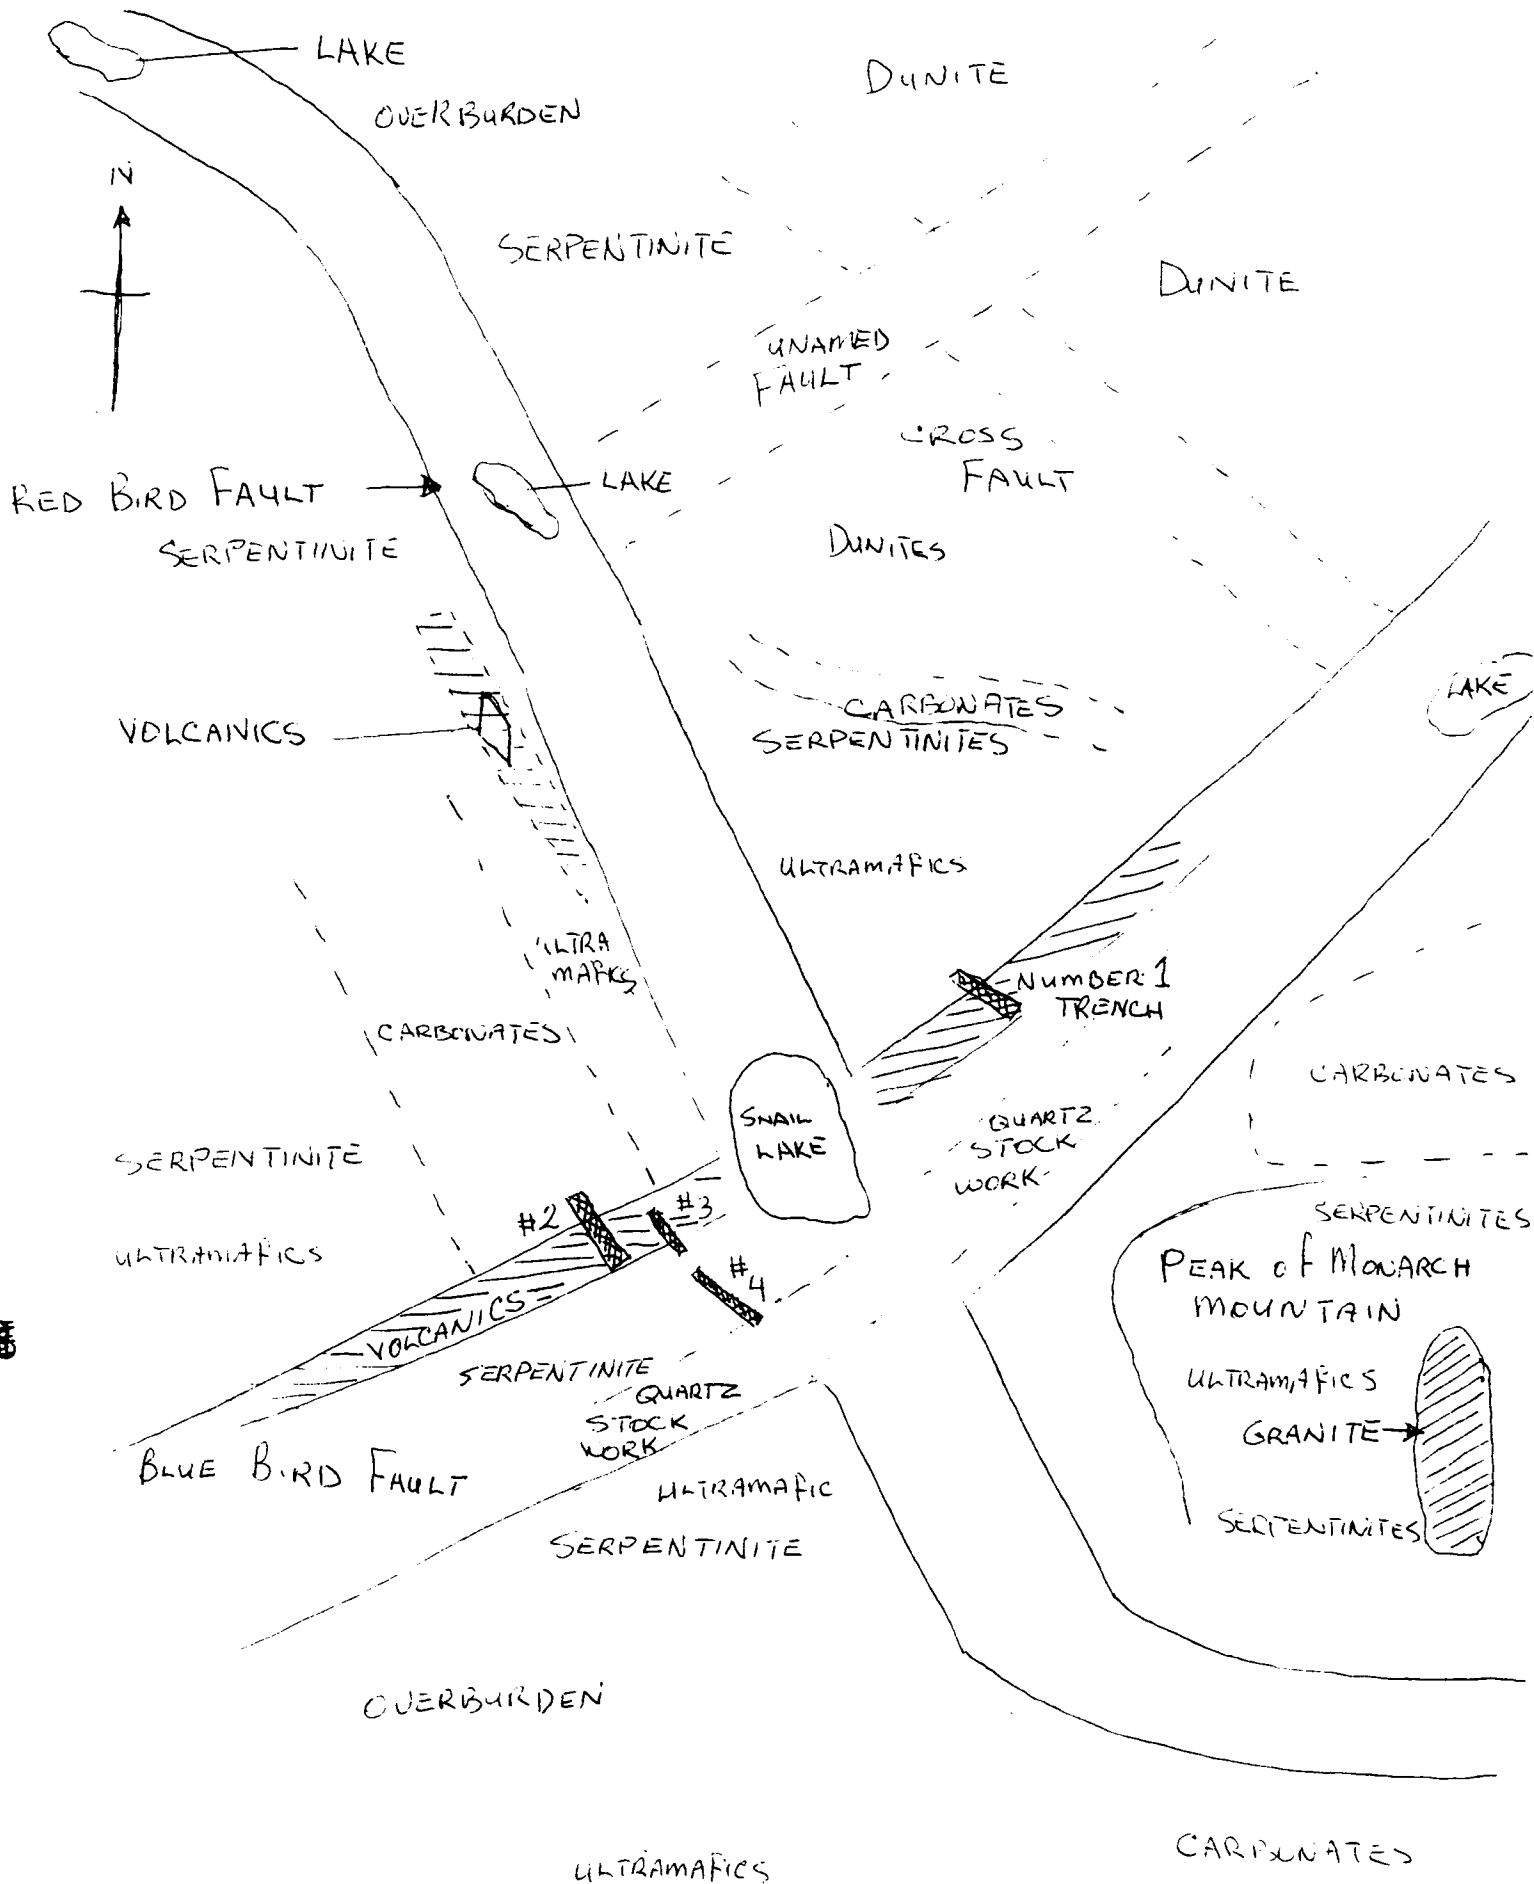 LAKE
DUNITE
OVERBURDEN
N
SERPENTINITE
DUNITE
UNAMED
FAULT
CROSS
FAULT
RED BIRD FAULT
LAKE
SERPENTIINITE
DUNITES
LAKE
CARBONATES
SERPENTINITES
VOLCANICS
ULTRAMAFICS
ULTRA
MAFICS
NUMBER 1
TRENCH
CARBONATES
CARBONATES
SNAIL
LAKE
QUARTZ
STOCK
WORK
SERPENTINITE
#2
#3
SERPENTINITES
ULTRAMAFICS
PEAK of MONARCH
MOUNTAIN
#4
VOLCANICS
SERPENTINITE
QUARTZ
STOCK
WORK
ULTRAMAFICS
GRANITE
BLUE BIRD FAULT
ULTRAMAFIC
SERPENTINITES
SERPENTINITE
OVERBURDEN
CARBONATES
ULTRAMAFICS